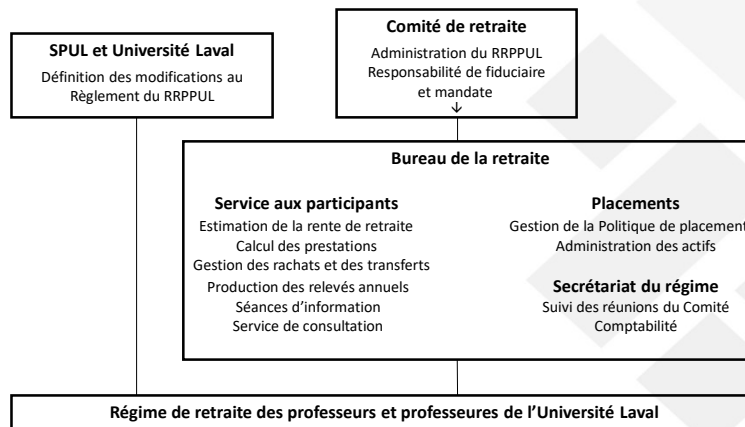 SPUL et Université Laval
Définition des modifications au
Règlement du RRPPUL
Comité de retraite
Administration du RRPPUL
Responsabilité de fiduciaire
et mandate
↓
Bureau de la retraite
Service aux participants
Estimation de la rente de retraite
Calcul des prestations
Gestion des rachats et des transferts
Production des relevés annuels
Séances d’information
Service de consultation
Placements
Gestion de la Politique de placement
Administration des actifs
Secrétariat du régime
Suivi des réunions du Comité
Comptabilité
Régime de retraite des professeurs et professeures de l’Université Laval